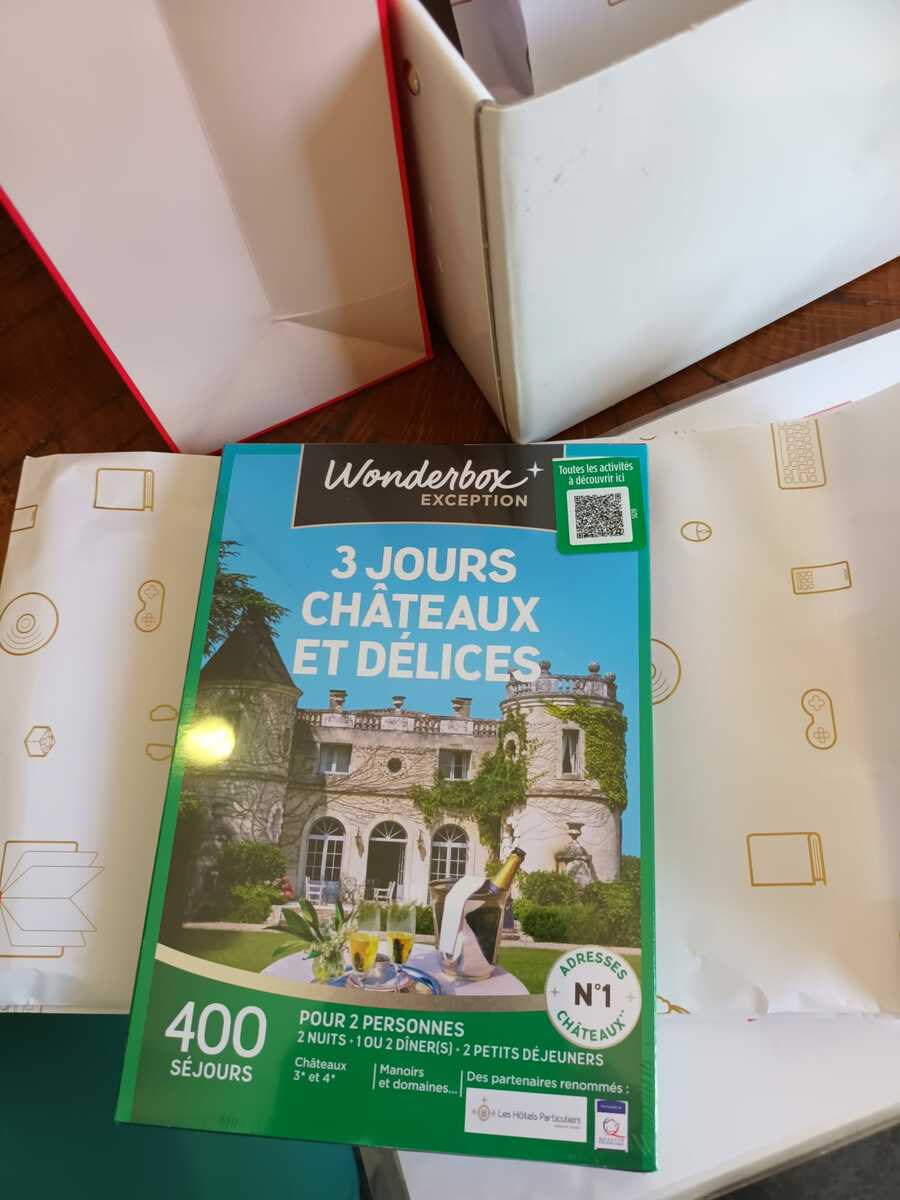 Wonderbox
EXCEPTION
Toutes les activités
à découvrir ici
3 JOURS
CHÂTEAUX
ET DÉLICES
ADRESSES
N°1
CHÂTEAUX**
400
SÉJOURS
POUR 2 PERSONNES
2 NUITS • 1 OU 2 DÎNER(S) • 2 PETITS DÉJEUNERS
Châteaux
3* et 4*
Manoirs
et domaines...
Des partenaires renommés :
Les Hôtels Particuliers